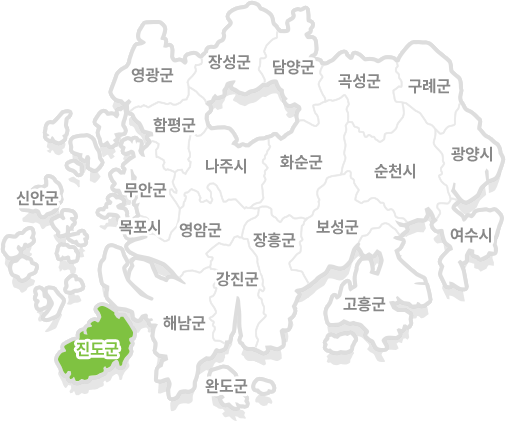 장성군
담양군
영광군
곡성군
구례군
함평군
광양시
나주시
화순군
순천시
신안군
무안군
목포시
영암군
장흥군
보성군
여수시
강진군
고흥군
해남군
진도군
완도군